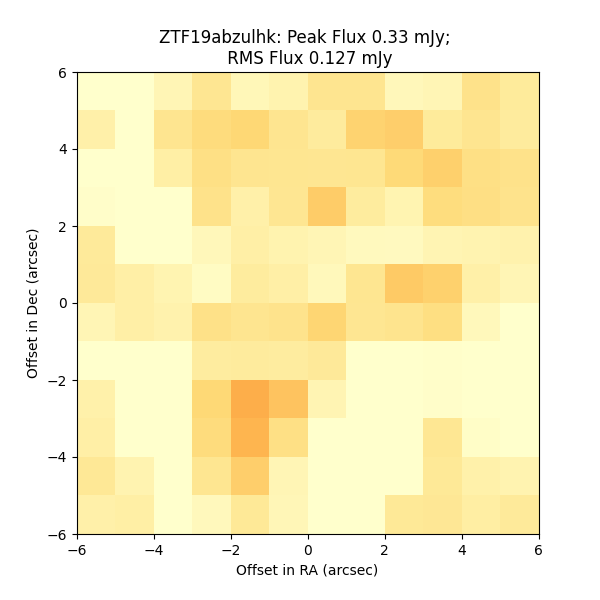 ZTF19abzulhk: Peak Flux 0.33 mJy;
RMS Flux 0.127 mJy
6
4
2
0
−2
−4
−6
Offset in Dec (arcsec)
−6 −4 −2 0 2 4 6
Offset in RA (arcsec)